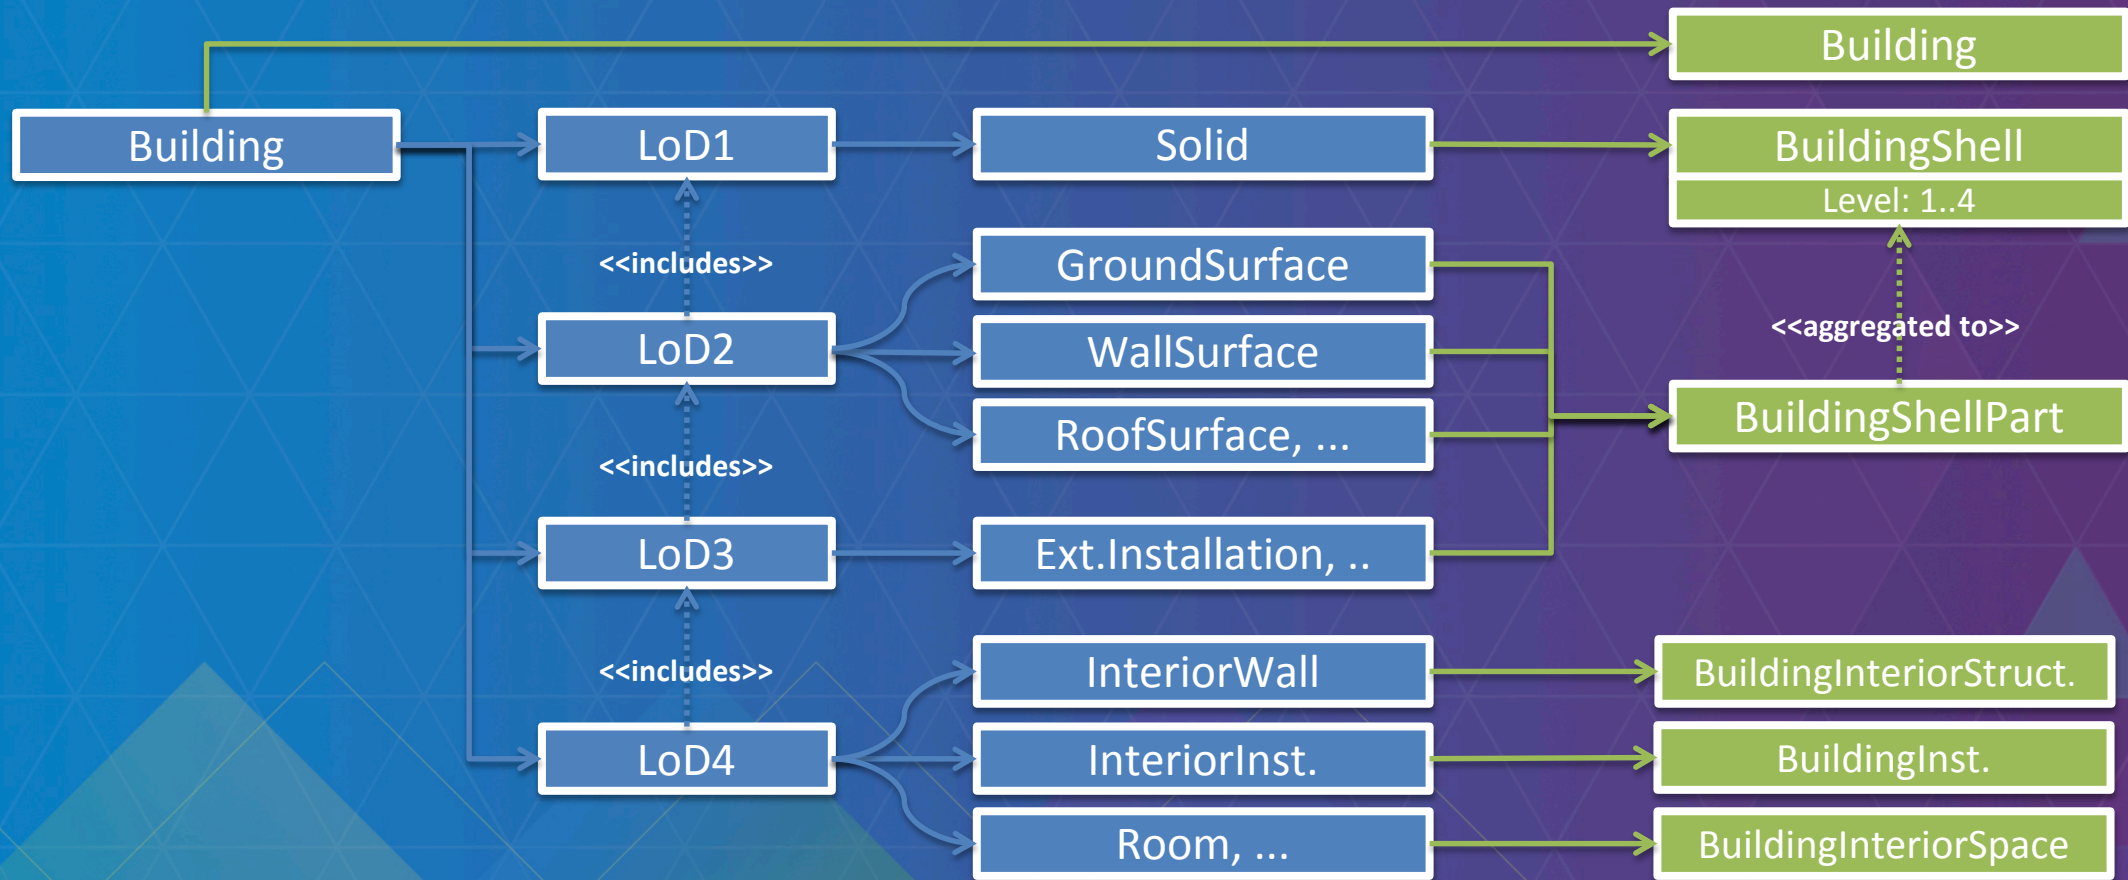 Building
Building
LoD1
Solid
BuildingShell
Level: 1..4
<<includes>>
GroundSurface
LoD2
WallSurface
<<aggregated to>>
RoofSurface, ...
BuildingShellPart
<<includes>>
LoD3
Ext.Installation, ..
<<includes>>
InteriorWall
BuildingInteriorStruct.
LoD4
InteriorInst.
BuildingInst.
Room, ...
BuildingInteriorSpace